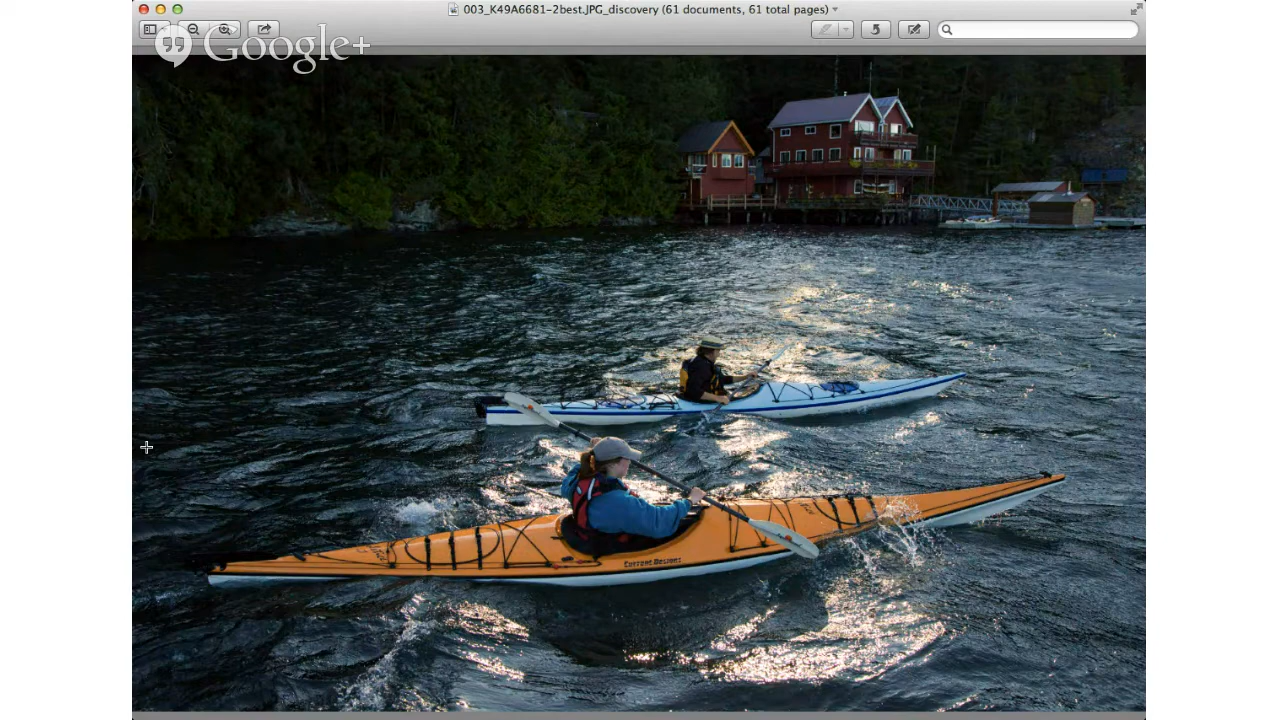 003_K49A6681-2best.JPG_discovery (61 documents, 61 total pages)
Google+
Current Designs